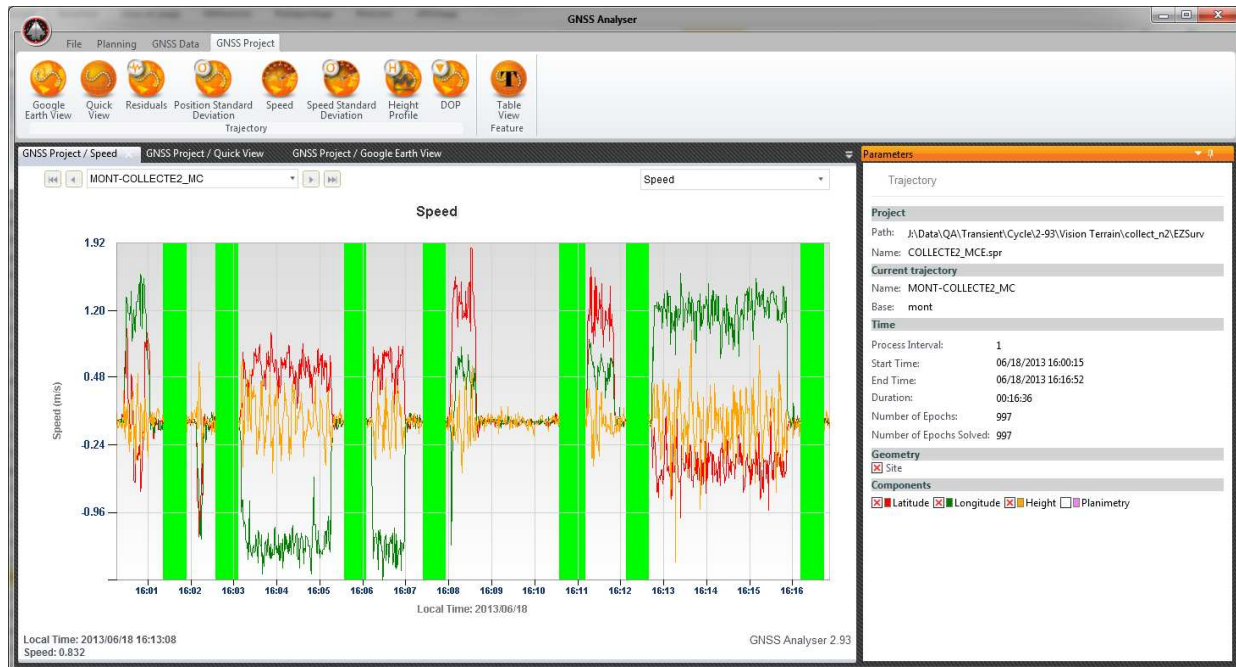 GNSS Analyser
File Planning GNSS Data GNSS Project
Google Earth View
Quick View
Residuals
Position Standard Deviation
Speed
Speed Standard Deviation
Height Profile
DOP
Table View
Trajectory
Feature
GNSS Project / Speed GNSS Project / Quick View GNSS Project / Google Earth View
MONT-COLLECTE2_MC
Speed
Speed
1.92
1.20
0.48
-0.24
-0.96
Speed (m/s)
16:01 16:02 16:03 16:04 16:05 16:06 16:07 16:08 16:09 16:10 16:11 16:12 16:13 16:14 16:15 16:16
Local Time: 2013/06/18
Local Time: 2013/06/18 16:13:08
Speed: 0.832
GNSS Analyser 2.93
Parameters
Trajectory
Project
Path: J:\Data\QA\Transient\Cycle\2-93\Vision Terrain\collect_n2\EZSurv
Name: COLLECTE2_MCE.spr
Current trajectory
Name: MONT-COLLECTE2_MC
Base: mont
Time
Process Interval: 1
Start Time: 06/18/2013 16:00:15
End Time: 06/18/2013 16:16:52
Duration: 00:16:36
Number of Epochs: 997
Number of Epochs Solved: 997
Geometry
Site
Components
Latitude Longitude Height Planimetry